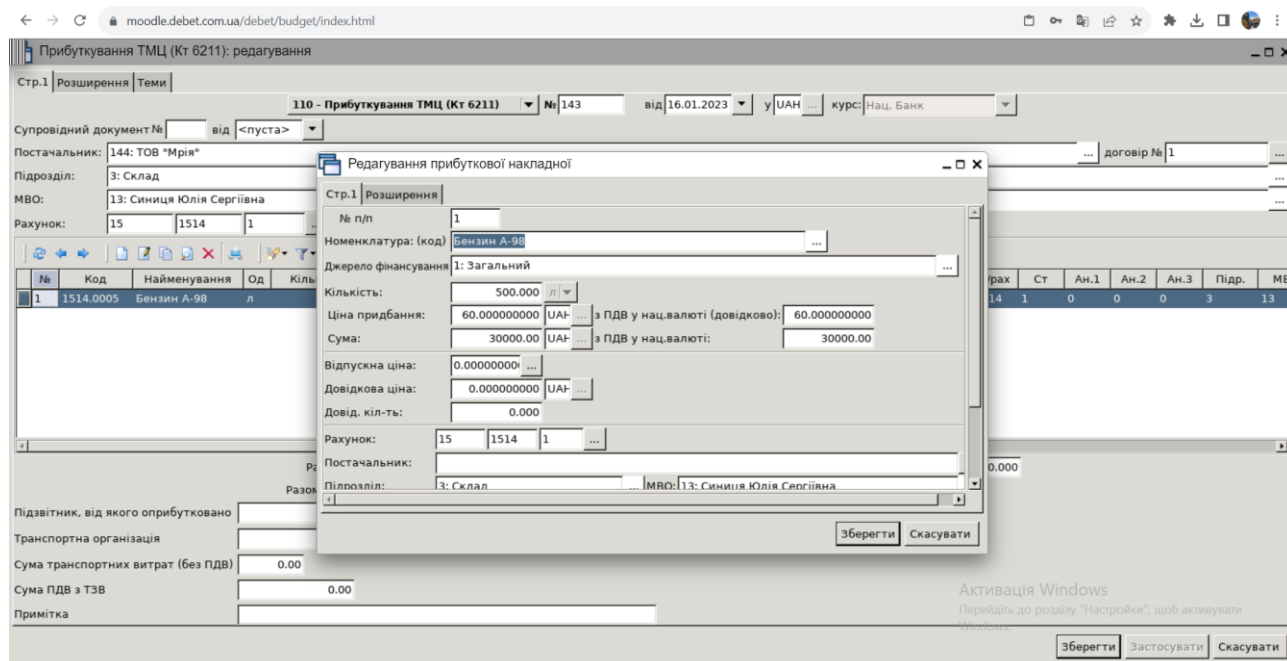 moodle.debet.com.ua/debet/budget/index.html
Прибуткування ТМЦ (Кт 6211): редагування
Стр.1 Розширення Теми
110 - Прибуткування ТМЦ (Кт 6211) № 143 від 16.01.2023 у UAH ... курс: Нац. Банк
Супровідний документ № від <пуста>
Постачальник: 144: ТОВ "Мрія" ... договір № 1 ...
Підрозділ: 3: Склад ...
МВО: 13: Синиця Юлія Сергіївна ...
Рахунок: 15 1514 1
№ Код Найменування Од Кіль рах Ст Ан.1 Ан.2 Ан.3 Підр.
1 1514.0005 Бензин А-98 л 14 1 0 0 0 3 13
Редагування прибуткової накладної
Стр.1 Розширення
№ п/п 1
Номенклатура: (код) Бензин А-98 ...
Джерело фінансування 1: Загальний ...
Кількість: 500.000 л
Ціна придбання: 60.000000000 UAH ... з ПДВ у нац.валюті (довідково): 60.000000000
Сума: 30000.00 UAH ... з ПДВ у нац.валюті: 30000.00
Відпускна ціна: 0.00000000 ...
Довідкова ціна: 0.000000000 UAH ...
Довід. кіл-ть: 0.000
Рахунок: 15 1514 1 ...
Постачальник:
Підрозділ: 3: Склад ... МВО: 13: Синиця Юлія Сергіївна
Зберегти Скасувати
0.000
Разом
Підзвітник, від якого оприбутковано
Транспортна організація
Сума транспортних витрат (без ПДВ) 0.00
Сума ПДВ з ТЗВ 0.00
Примітка
Активація Windows
Перейдіть до розділу "Настройки", щоб активувати
Windows.
Зберегти Застосувати Скасувати